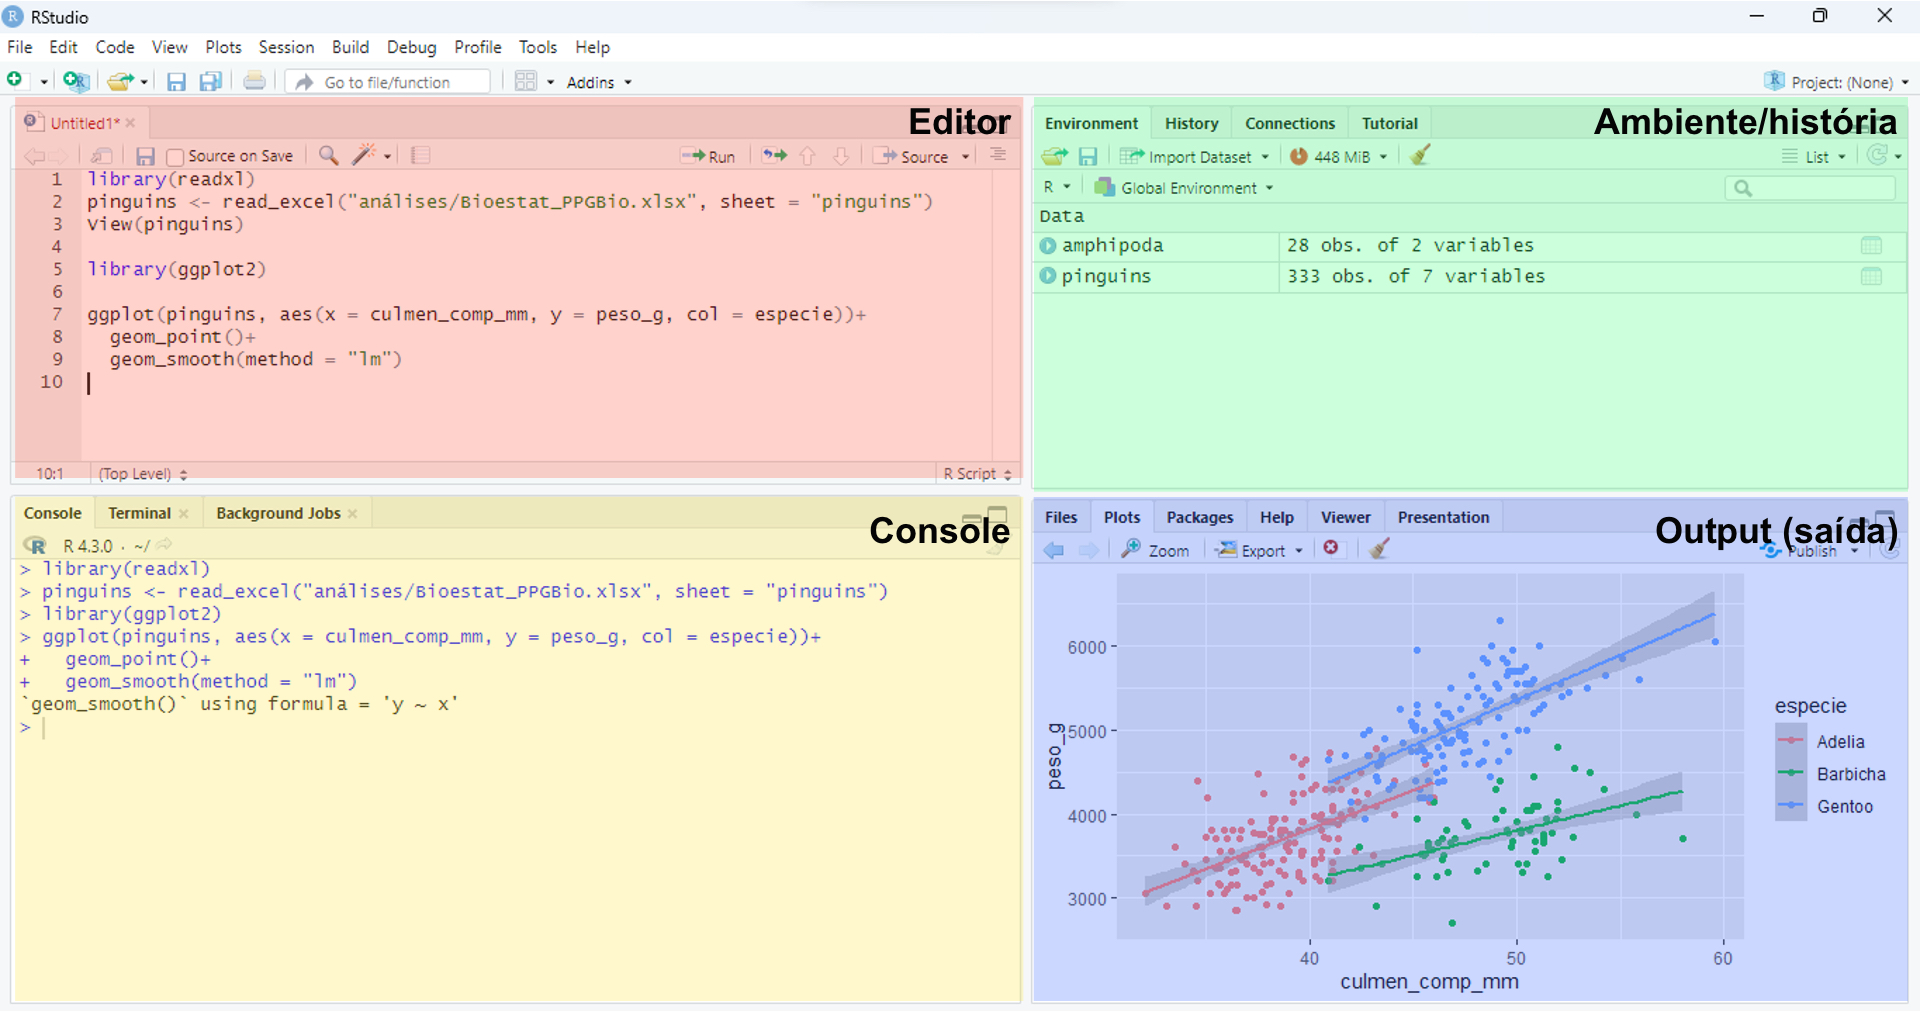 RStudio
File Edit Code View Plots Session Build Debug Profile Tools Help
Go to file/function Addins Project: (None)
Untitled1*
Editor
Source on Save Run Source
1 library(readxl)
2 pinguins <- read_excel("análises/Bioestat_PPGBio.xlsx", sheet = "pinguins")
3 View(pinguins)
4
5 library(ggplot2)
6
7 ggplot(pinguins, aes(x = culmen_comp_mm, y = peso_g, col = especie))+
8 geom_point()+
9 geom_smooth(method = "lm")
10
10:1 (Top Level) R Script
Environment History Connections Tutorial
Ambiente/história
Import Dataset 448 MiB List
R Global Environment
Data
amphipoda 28 obs. of 2 variables
pinguins 333 obs. of 7 variables
Console Terminal Background Jobs
Console
R 4.3.0 · ~/
> library(readxl)
> pinguins <- read_excel("análises/Bioestat_PPGBio.xlsx", sheet = "pinguins")
> library(ggplot2)
> ggplot(pinguins, aes(x = culmen_comp_mm, y = peso_g, col = especie))+
+ geom_point()+
+ geom_smooth(method = "lm")
`geom_smooth()` using formula = 'y ~ x'
>
Files Plots Packages Help Viewer Presentation
Output (saída)
Zoom Export Publish
6000
5000
4000
3000
peso_g
40 50 60
culmen_comp_mm
especie
Adelia
Barbicha
Gentoo